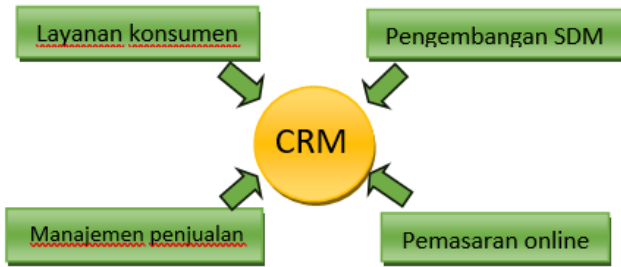 Layanan konsumen
Pengembangan SDM
CRM
Manajemen penjualan
Pemasaran online